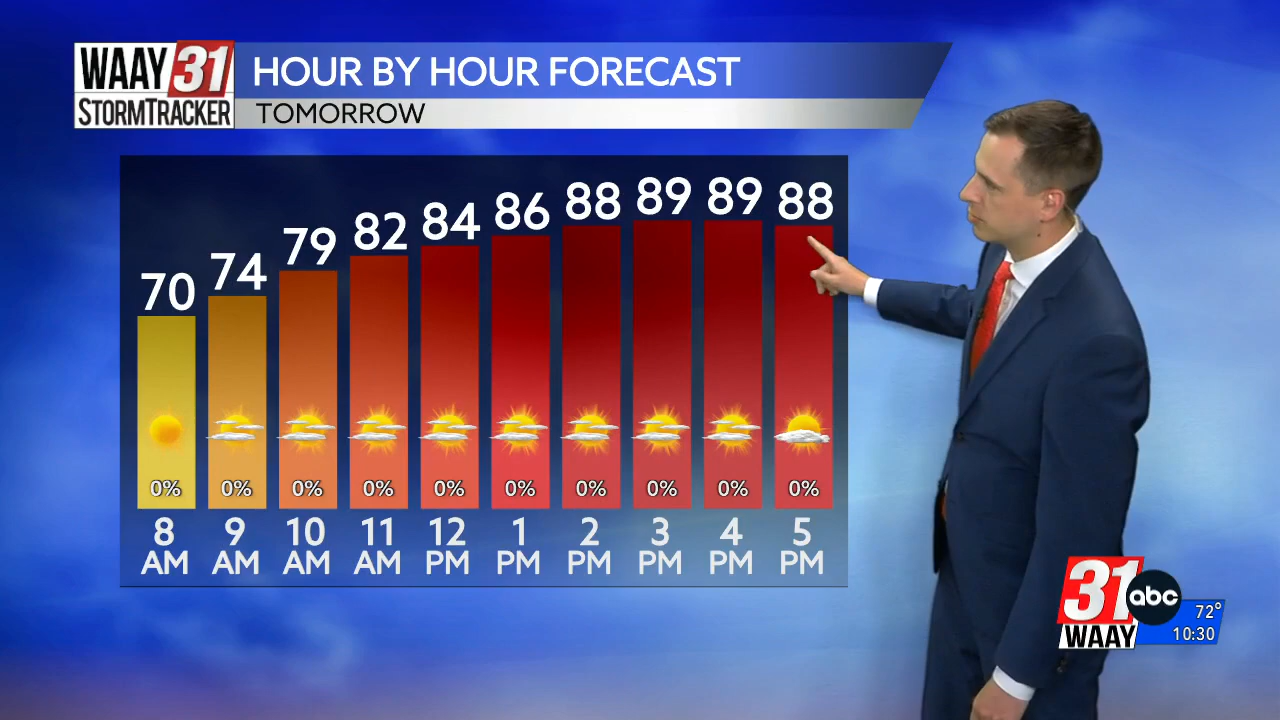 WAAY 31
STORMTRACKER
HOUR BY HOUR FORECAST
TOMORROW
70 74 79 82 84 86 88 89 89 88
0% 0% 0% 0% 0% 0% 0% 0% 0% 0%
8 9 10 11 12 1 2 3 4 5
AM AM AM AM PM PM PM PM PM PM
31 abc
WAAY
72°
10:30